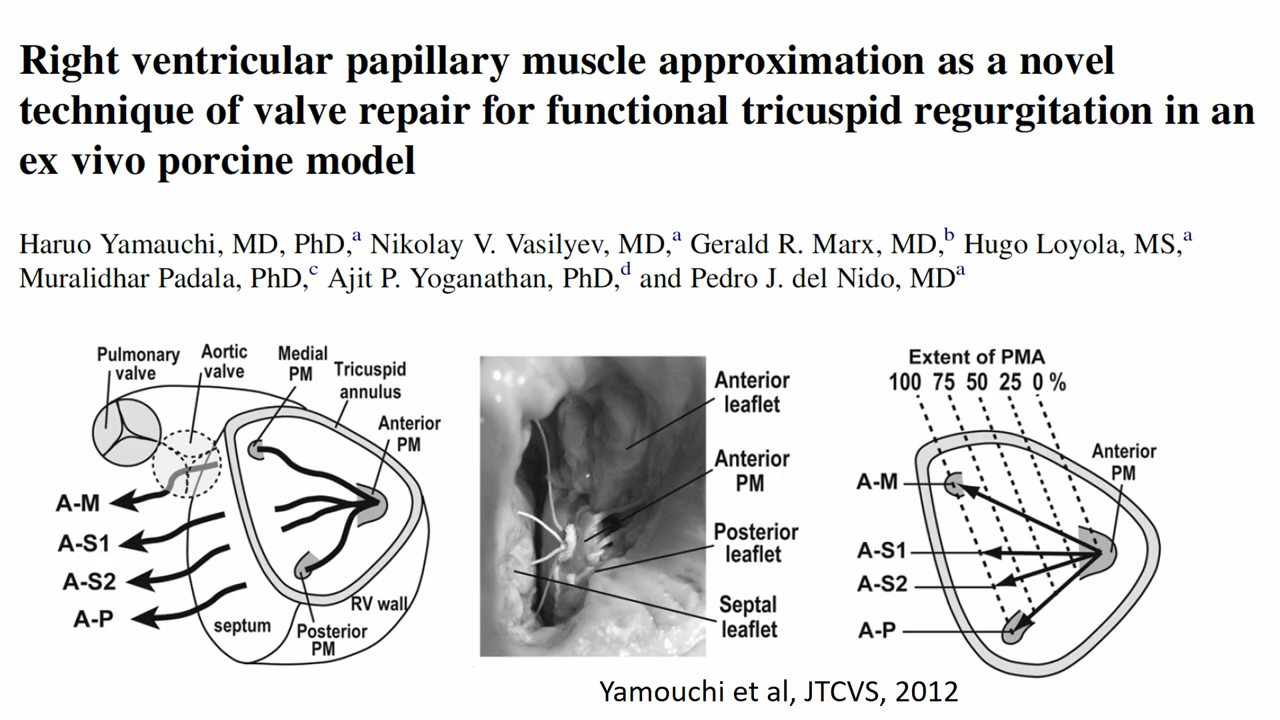 Right ventricular papillary muscle approximation as a novel
technique of valve repair for functional tricuspid regurgitation in an
ex vivo porcine model
Haruo Yamauchi, MD, PhD,a Nikolay V. Vasilyev, MD,a Gerald R. Marx, MD,b Hugo Loyola, MS,a
Muralidhar Padala, PhD,c Ajit P. Yoganathan, PhD,d and Pedro J. del Nido, MDa
Pulmonary
valve
Aortic
valve
Medial
PM
Tricuspid
annulus
Anterior
PM
A-M
A-S1
A-S2
A-P
septum
Posterior
PM
RV wall
Anterior
leaflet
Anterior
PM
Posterior
leaflet
Septal
leaflet
Extent of PMA
100 75 50 25 0 %
Anterior
PM
A-M
A-S1
A-S2
A-P
Yamouchi et al, JTCVS, 2012